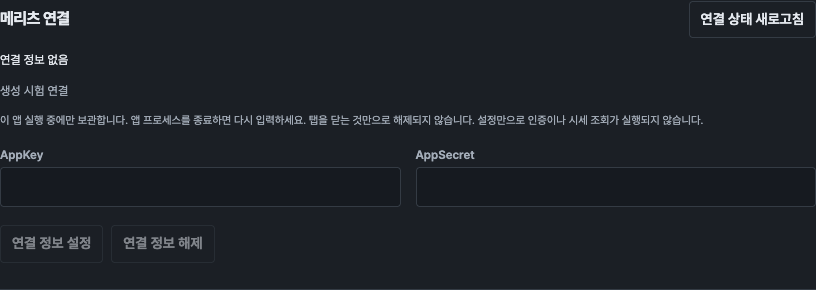 메리츠 연결
연결 상태 새로고침
연결 정보 없음
생성 시험 연결
이 앱 실행 중에만 보관합니다. 앱 프로세스를 종료하면 다시 입력하세요. 탭을 닫는 것만으로 해제되지 않습니다. 설정만으로 인증이나 시세 조회가 실행되지 않습니다.
AppKey
AppSecret
연결 정보 설정
연결 정보 해제